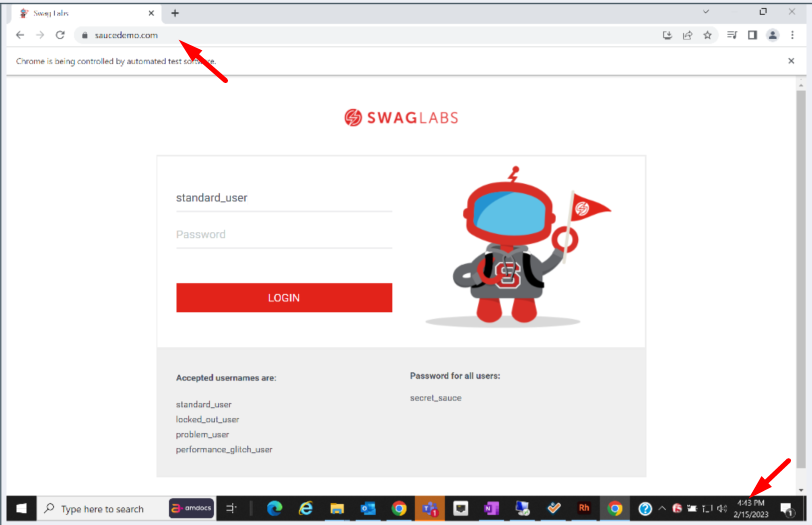 Swag Labs
saucedemo.com
Chrome is being controlled by automated test software.
SWAGLABS
standard_user
Password
LOGIN
Accepted usernames are:
standard_user
locked_out_user
problem_user
performance_glitch_user
Password for all users:
secret_sauce
Type here to search
amdocs
Rh
4:43 PM
2/15/2023